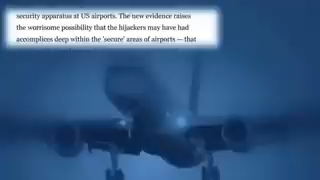 security apparatus at US airports. The new evidence raises
the worrisome possibility that the hijackers may have had
accomplices deep within the 'secure' areas of airports — that